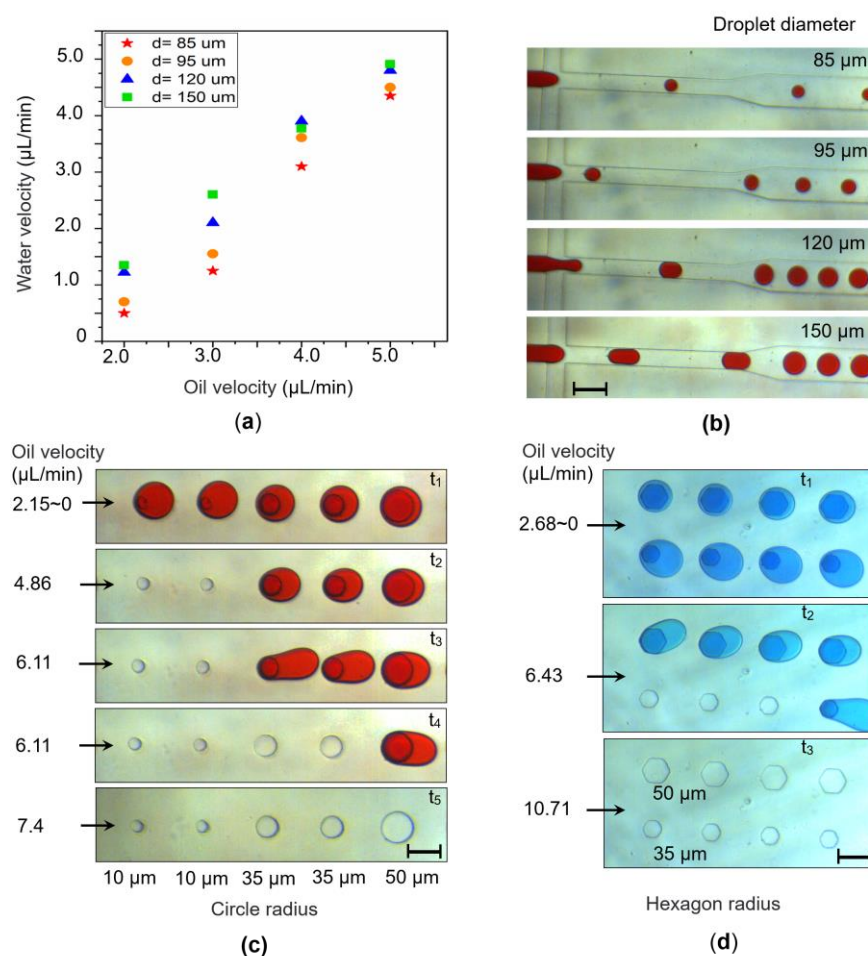 5.0
4.0
3.0
2.0
1.0
0
2.0 3.0 4.0 5.0
Water velocity (µL/min)
Oil velocity (µL/min)
d= 85 um
d= 95 um
d= 120 um
d= 150 um
(a)
Droplet diameter
85 µm
95 µm
120 µm
150 µm
(b)
Oil velocity
(µL/min)
2.15~0
t1
4.86
t2
6.11
t3
6.11
t4
7.4
t5
10 µm 10 µm 35 µm 35 µm 50 µm
Circle radius
(c)
Oil velocity
(µL/min)
t1
2.68~0
t2
6.43
t3
50 µm
10.71
35 µm
Hexagon radius
(d)